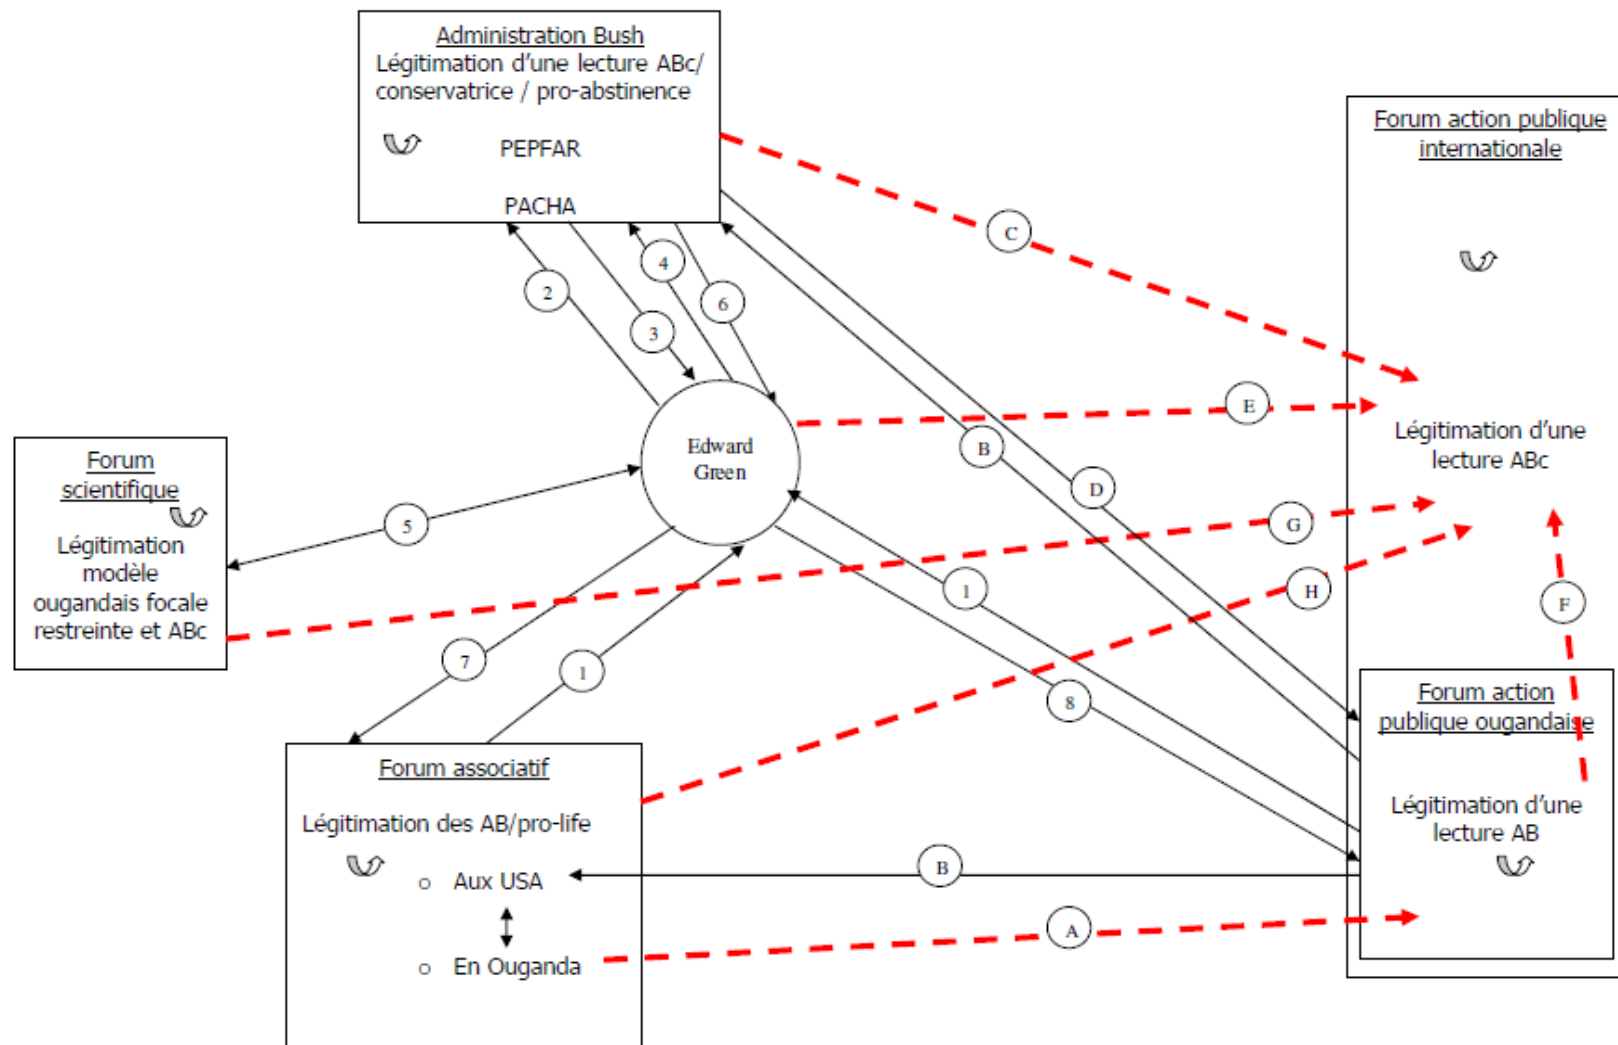 Administration Bush
Légitimation d'une lecture ABc/
conservatrice / pro-abstinence
PEPFAR
PACHA
Forum action publique
internationale
Légitimation d'une
lecture ABc
C
2
4
3
6
E
B
D
Edward
Green
Forum
scientifique
Légitimation
modèle
ougandais focale
restreinte et ABc
5
G
H
1
F
7
1
8
Forum action
publique ougandaise
Légitimation d'une
lecture AB
Forum associatif
Légitimation des AB/pro-life
o Aux USA
o En Ouganda
B
A